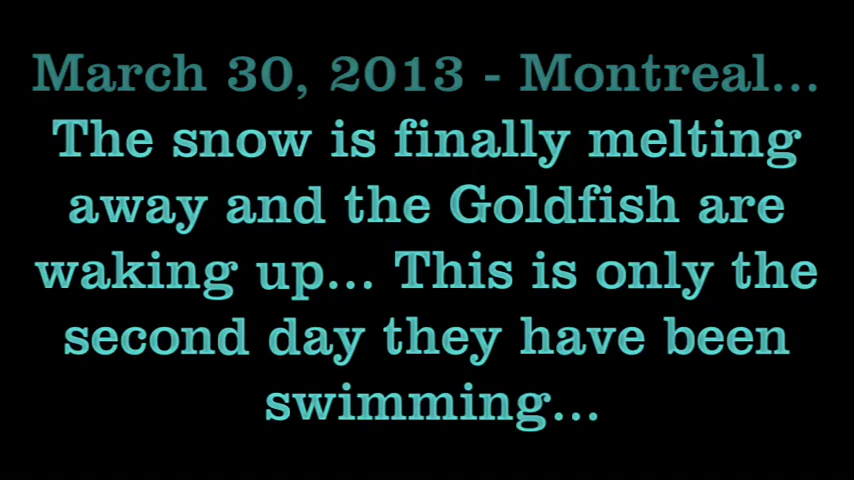 March 30, 2013 - Montreal...
The snow is finally melting
away and the Goldfish are
waking up... This is only the
second day they have been
swimming...